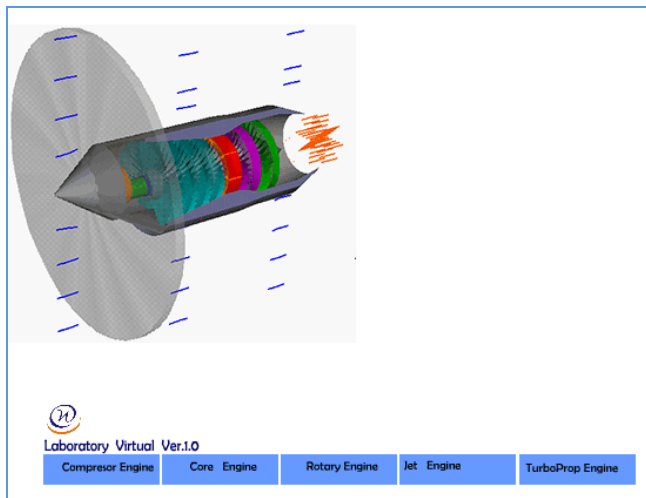 Laboratory Virtual Ver.1.0
Compresor Engine
Core Engine
Rotary Engine
Jet Engine
TurboProp Engine